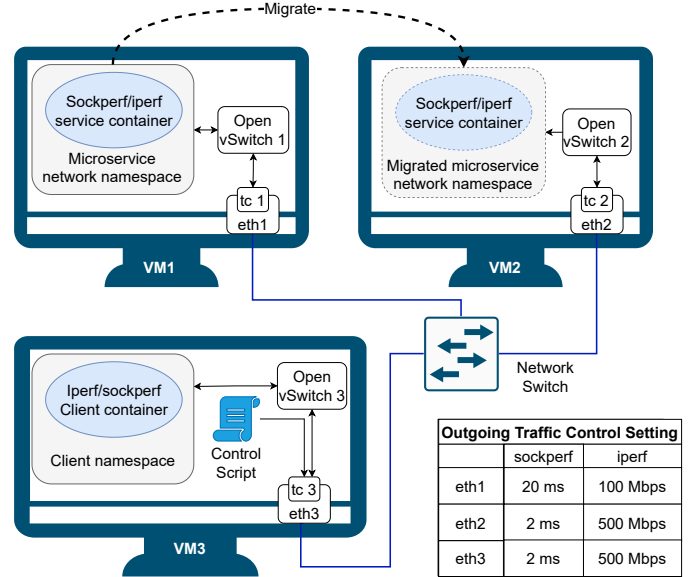 Migrate
Sockperf/iperf
service container
Microservice
network namespace
Open
vSwitch 1
tc 1
eth1
VM1
Sockperf/iperf
service container
Migrated microservice
network namespace
Open
vSwitch 2
tc 2
eth2
VM2
Network
Switch
Iperf/sockperf
Client container
Client namespace
Open
vSwitch 3
Control
Script
tc 3
eth3
VM3
Outgoing Traffic Control Setting
sockperf iperf
eth1 20 ms 100 Mbps
eth2 2 ms 500 Mbps
eth3 2 ms 500 Mbps